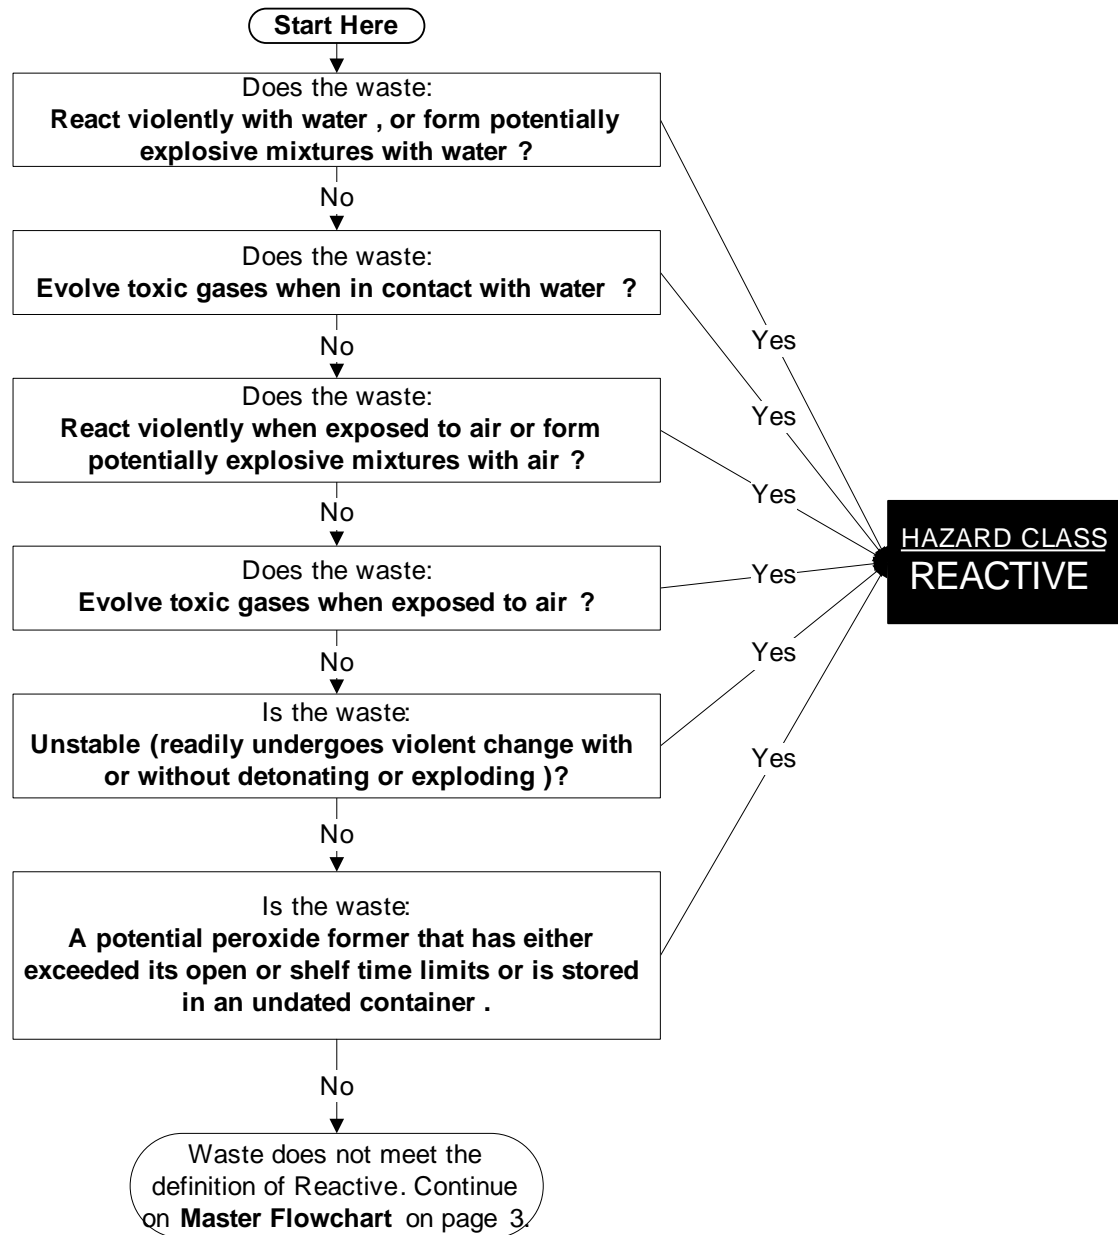 Start Here
Does the waste:
React violently with water , or form potentially
explosive mixtures with water ?
No
Does the waste:
Evolve toxic gases when in contact with water ?
No
Does the waste:
React violently when exposed to air or form
potentially explosive mixtures with air ?
No
Does the waste:
Evolve toxic gases when exposed to air ?
No
Is the waste:
Unstable (readily undergoes violent change with
or without detonating or exploding )?
No
Is the waste:
A potential peroxide former that has either
exceeded its open or shelf time limits or is stored
in an undated container .
No
Waste does not meet the
definition of Reactive. Continue
on Master Flowchart on page 3.
Yes
Yes
Yes
Yes
Yes
Yes
HAZARD CLASS
REACTIVE